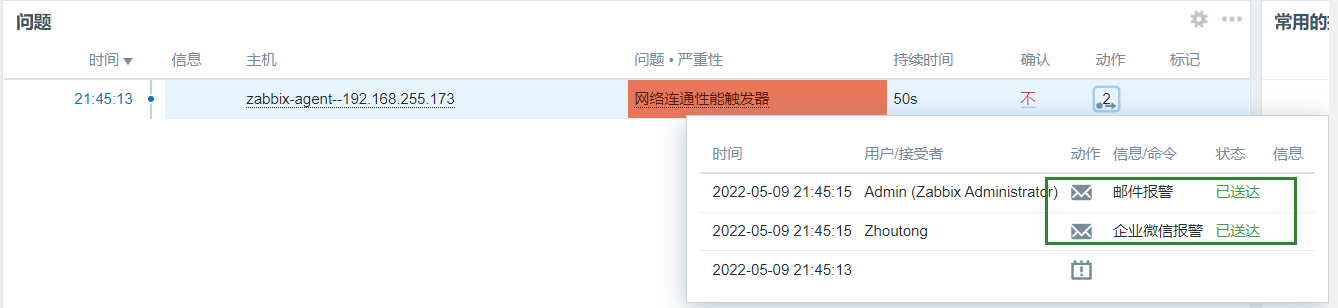 问题
常用的
时间 信息 主机 问题 • 严重性 持续时间 确认 动作 标记
21:45:13 zabbix-agent--192.168.255.173 网络连通性能触发器 50s 不 2
时间 用户/接受者 动作 信息/命令 状态 信息
2022-05-09 21:45:15 Admin (Zabbix Administrator) 邮件报警 已送达
2022-05-09 21:45:15 Zhoutong 企业微信报警 已送达
2022-05-09 21:45:13